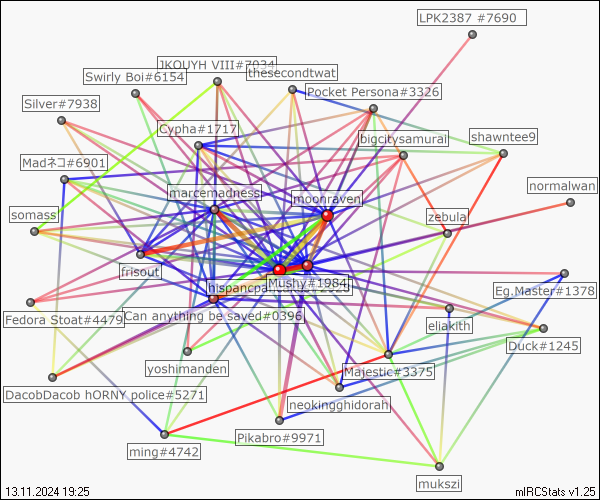 LPK2387 #7690
JKOUYH VIII#7934
thesecondtwat
Swirly Boi#6154
Pocket Persona#3326
Silver#7938
Cypha#1717
bigcitysamurai
shawntee9
Madネコ#6901
marcemadness
moonraven
normalwan
somass
zebula
frisout
Mushy#1984
Eg.Master#1378
Fedora Stoat#4479
Can anything be saved#0396
eliakith
Duck#1245
yoshimanden
Majestic#3375
DacobDacob hORNY police#5271
neokingghidorah
Pikabro#9971
ming#4742
mukszi
13.11.2024 19:25
mIRCStats v1.25